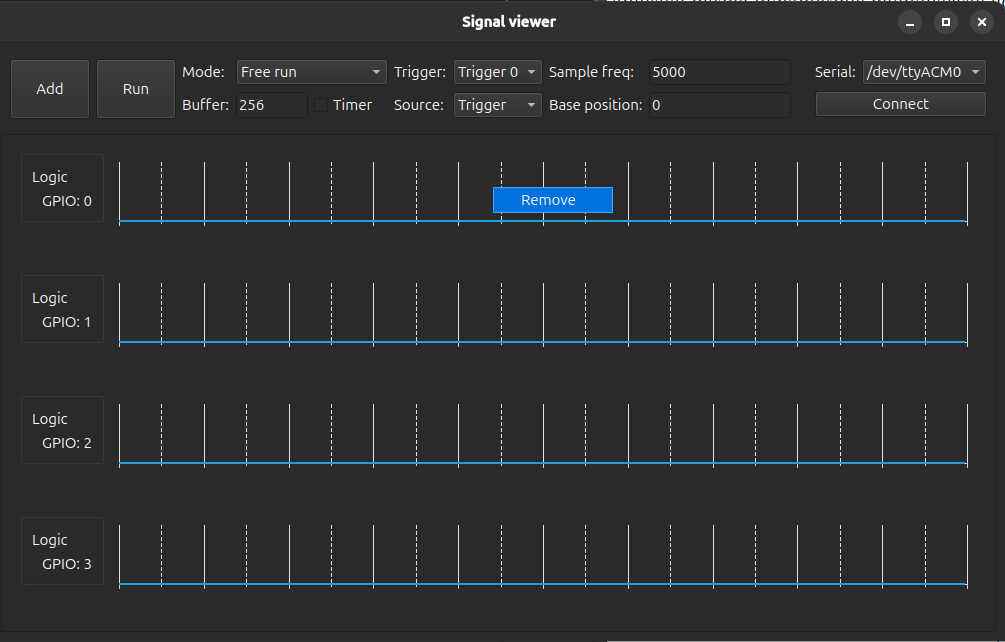 Signal viewer
Add
Run
Mode: Free run Trigger: Trigger 0 Sample freq: 5000 Serial: /dev/ttyACM0
Buffer: 256 Timer Source: Trigger Base position: 0 Connect
Logic
GPIO: 0
Remove
Logic
GPIO: 1
Logic
GPIO: 2
Logic
GPIO: 3